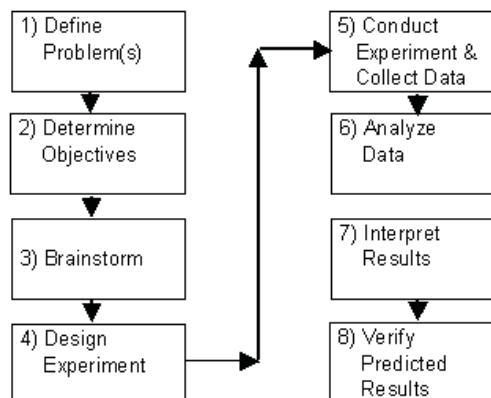 1) Define
Problem(s)
2) Determine
Objectives
3) Brainstorm
4) Design
Experiment
5) Conduct
Experiment &
Collect Data
6) Analyze
Data
7) Interpret
Results
8) Verify
Predicted
Results